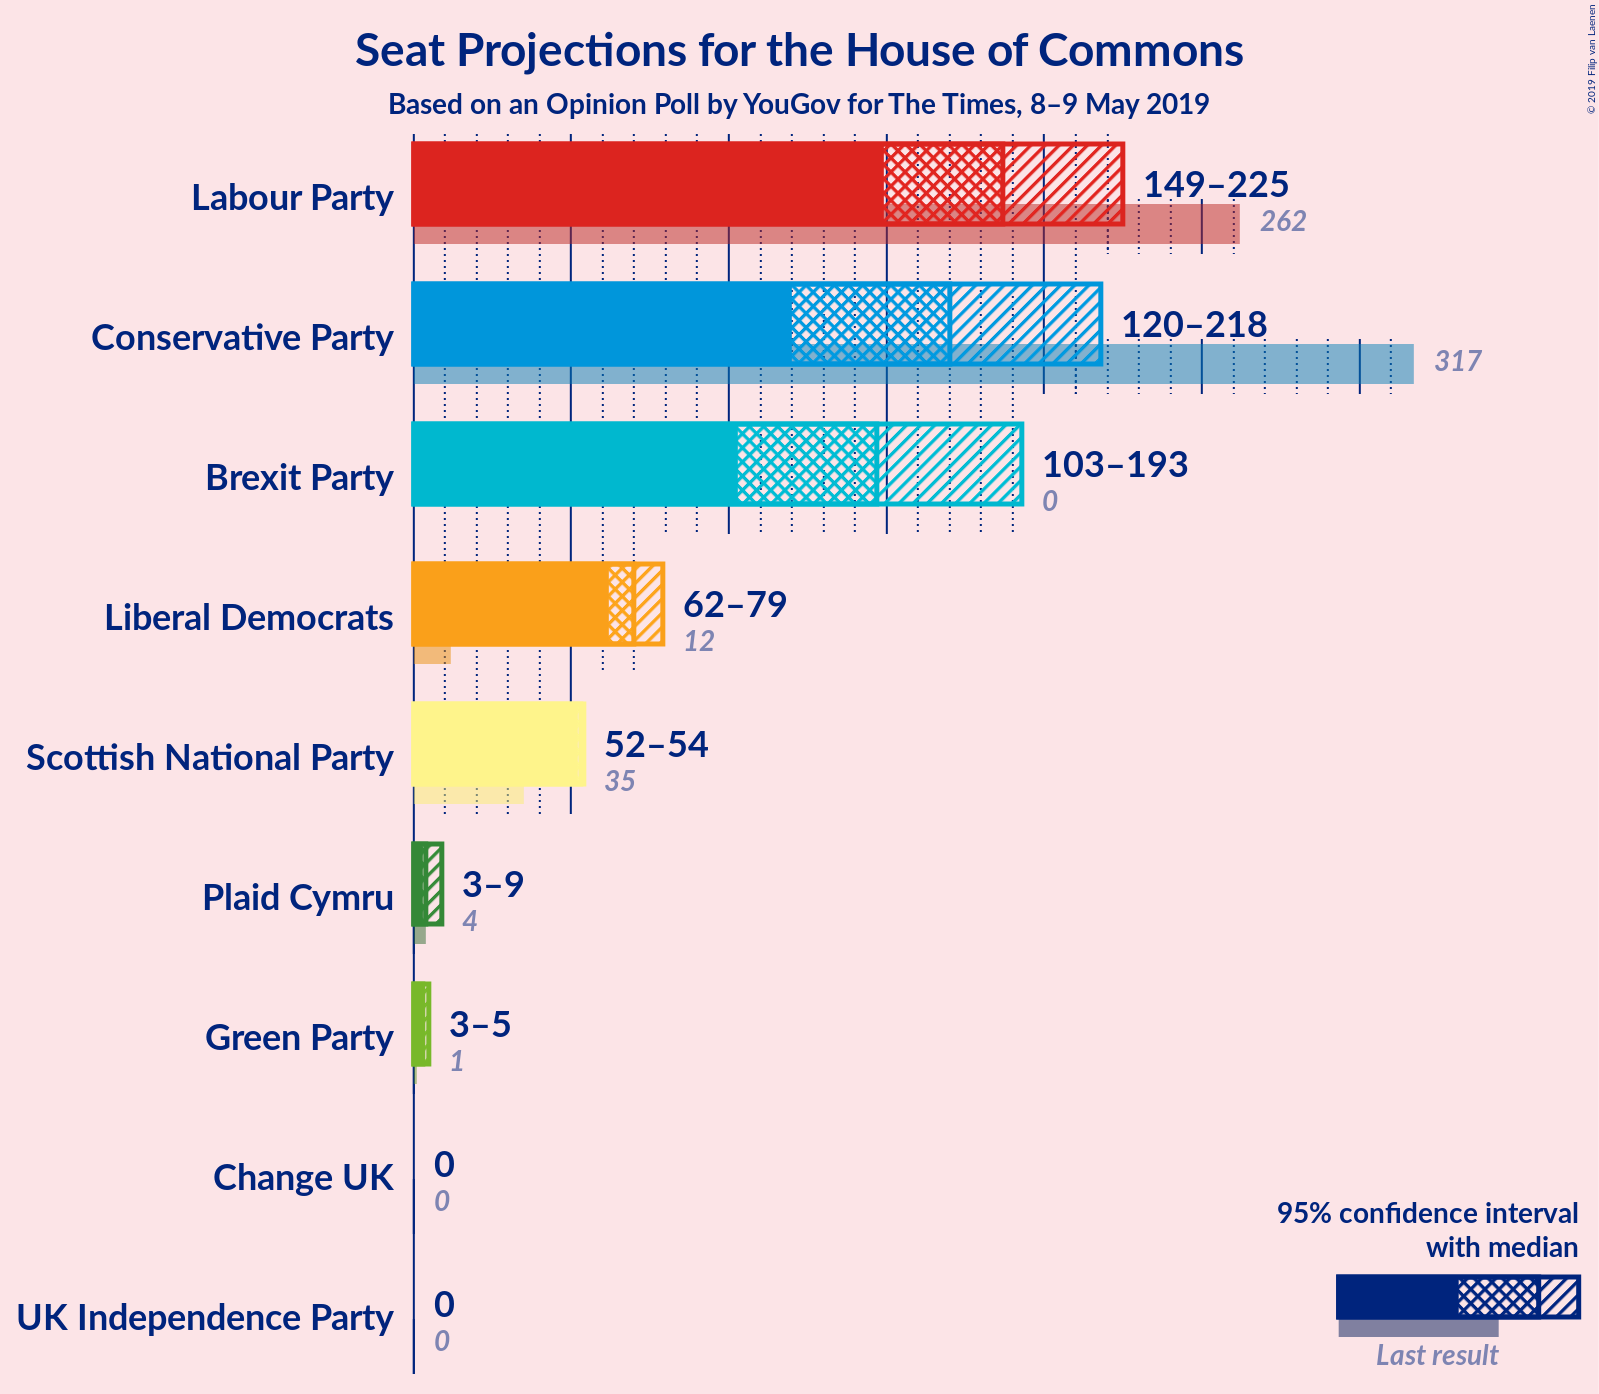 Seat Projections for the House of Commons
Based on an Opinion Poll by YouGov for The Times, 8–9 May 2019
© 2019 Filip van Laenen
Labour Party
149–225
262
Conservative Party
120–218
317
Brexit Party
103–193
0
Liberal Democrats
62–79
12
Scottish National Party
52–54
35
Plaid Cymru
3–9
4
Green Party
3–5
1
Change UK
0
0
UK Independence Party
0
0
95% confidence interval
with median
Last result